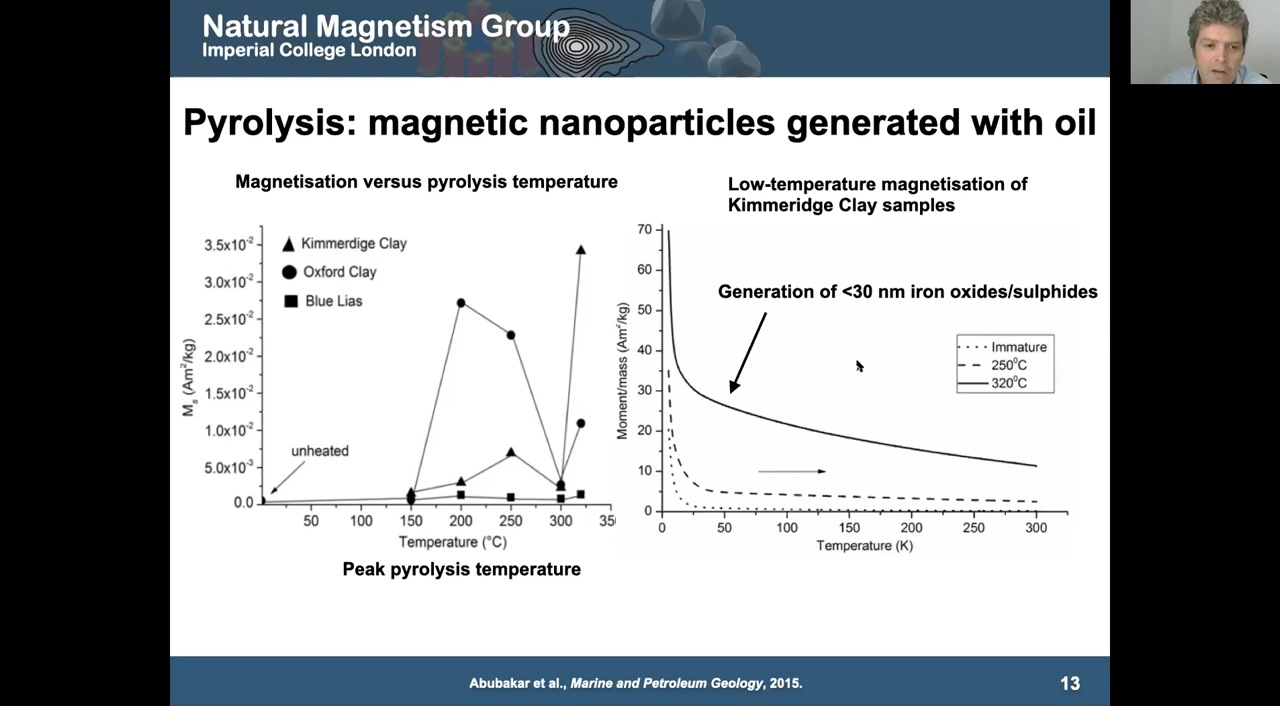 Natural Magnetism Group
Imperial College London
Pyrolysis: magnetic nanoparticles generated with oil
Magnetisation versus pyrolysis temperature
3.5x10⁻²
3.0x10⁻²
2.5x10⁻²
2.0x10⁻²
1.5x10⁻²
1.0x10⁻²
5.0x10⁻³
0.0
Mₛ (Am²/kg)
Kimmerdige Clay
Oxford Clay
Blue Lias
unheated
50 100 150 200 250 300 35
Temperature (°C)
Peak pyrolysis temperature
Low-temperature magnetisation of
Kimmeridge Clay samples
70
60
50
40
30
20
10
0
Moment/mass (Am²/kg)
Generation of <30 nm iron oxides/sulphides
Immature
250⁰C
320⁰C
0 50 100 150 200 250 300
Temperature (K)
Abubakar et al., Marine and Petroleum Geology, 2015.
13